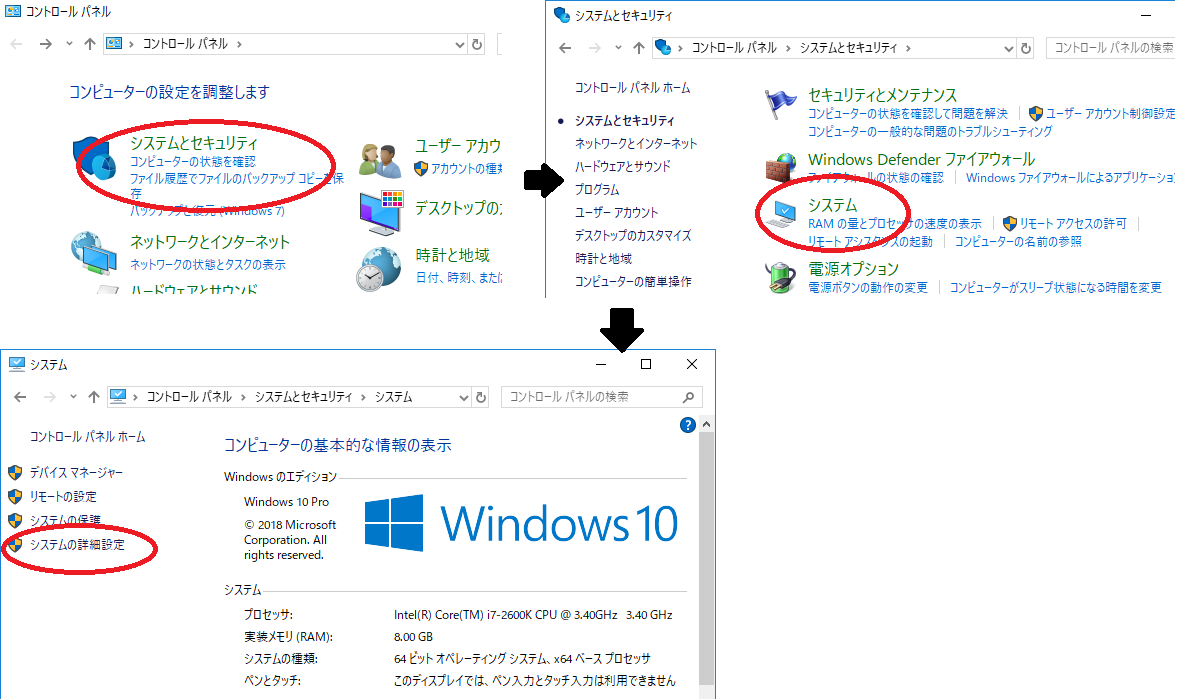 コントロール パネル
コントロール パネル
コンピューターの設定を調整します
システムとセキュリティ
コンピューターの状態を確認
ファイル履歴でファイルのバックアップ コピーを保
存
バックアップと復元 (Windows 7)
ネットワークとインターネット
ネットワークの状態とタスクの表示
ハードウェアとサウンド
ユーザー アカウ
アカウントの種類
デスクトップの
時計と地域
日付、時刻、または
システムとセキュリティ
コントロール パネル › システムとセキュリティ ›
コントロール パネルの検索
コントロール パネル ホーム
システムとセキュリティ
ネットワークとインターネット
ハードウェアとサウンド
プログラム
ユーザー アカウント
デスクトップのカスタマイズ
時計と地域
コンピューターの簡単操作
セキュリティとメンテナンス
コンピューターの状態を確認して問題を解決 ユーザー アカウント制御設定
コンピューターの一般的な問題のトラブルシューティング
Windows Defender ファイアウォール
ファイアウォールの状態の確認 Windows ファイアウォールによるアプリケーショ
システム
RAM の量とプロセッサの速度の表示 リモート アクセスの許可
リモート アシスタンスの起動 コンピューターの名前の参照
電源オプション
電源ボタンの動作の変更 コンピューターがスリープ状態になる時間を変更
システム
コントロール パネル › システムとセキュリティ › システム
コントロール パネルの検索
コントロール パネル ホーム
デバイス マネージャー
リモートの設定
システムの保護
システムの詳細設定
コンピューターの基本的な情報の表示
Windows のエディション
Windows 10 Pro
© 2018 Microsoft
Corporation. All
rights reserved.
Windows 10
システム
プロセッサ: Intel(R) Core(TM) i7-2600K CPU @ 3.40GHz 3.40 GHz
実装メモリ (RAM): 8.00 GB
システムの種類: 64 ビット オペレーティング システム、x64 ベース プロセッサ
ペンとタッチ: このディスプレイでは、ペン入力とタッチ入力は利用できません